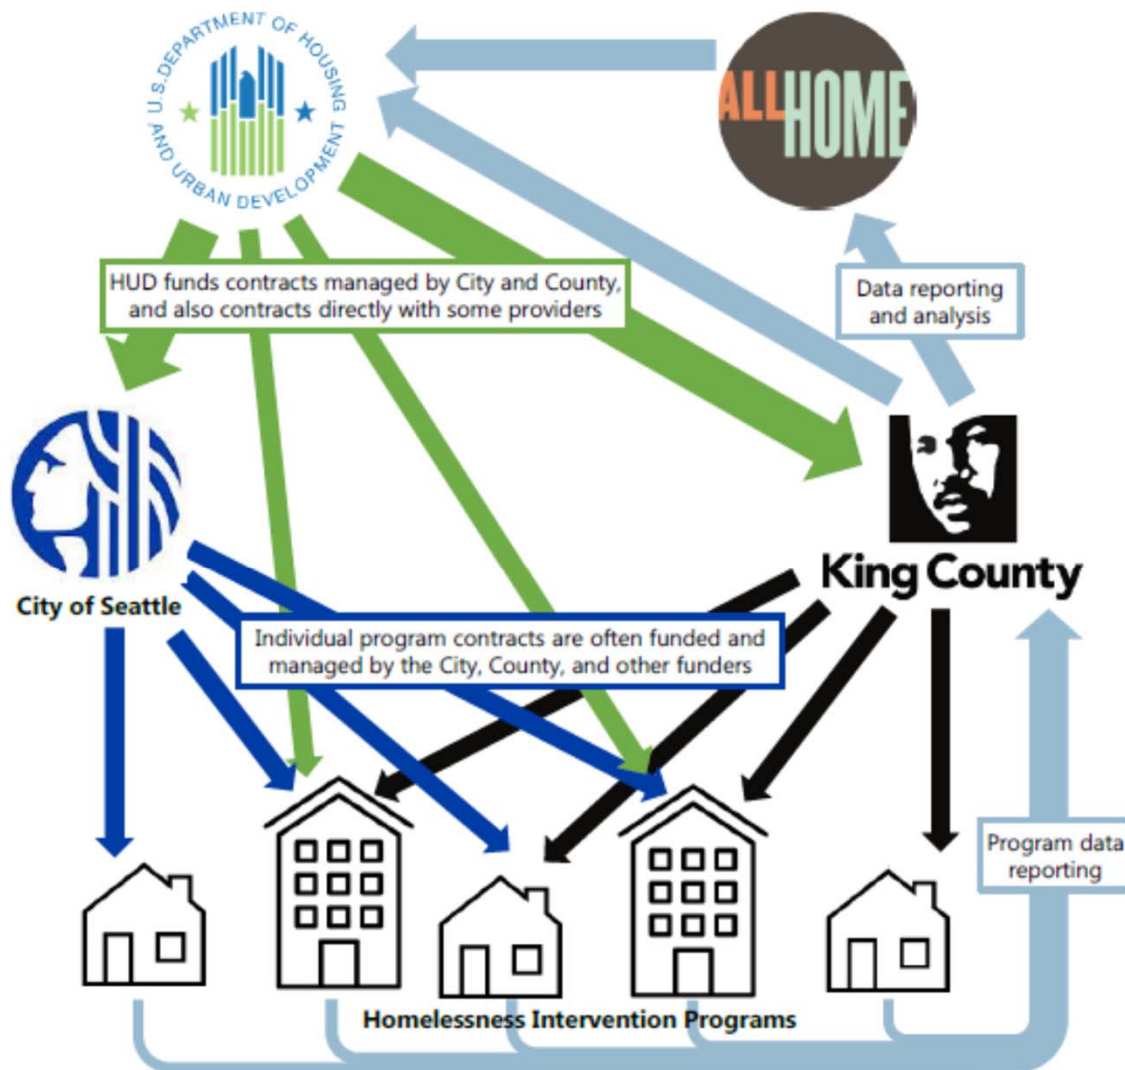 U.S. DEPARTMENT OF HOUSING
AND URBAN DEVELOPMENT
ALL HOME
HUD funds contracts managed by City and County,
and also contracts directly with some providers
Data reporting
and analysis
King County
City of Seattle
Individual program contracts are often funded and
managed by the City, County, and other funders
Program data
reporting
Homelessness Intervention Programs